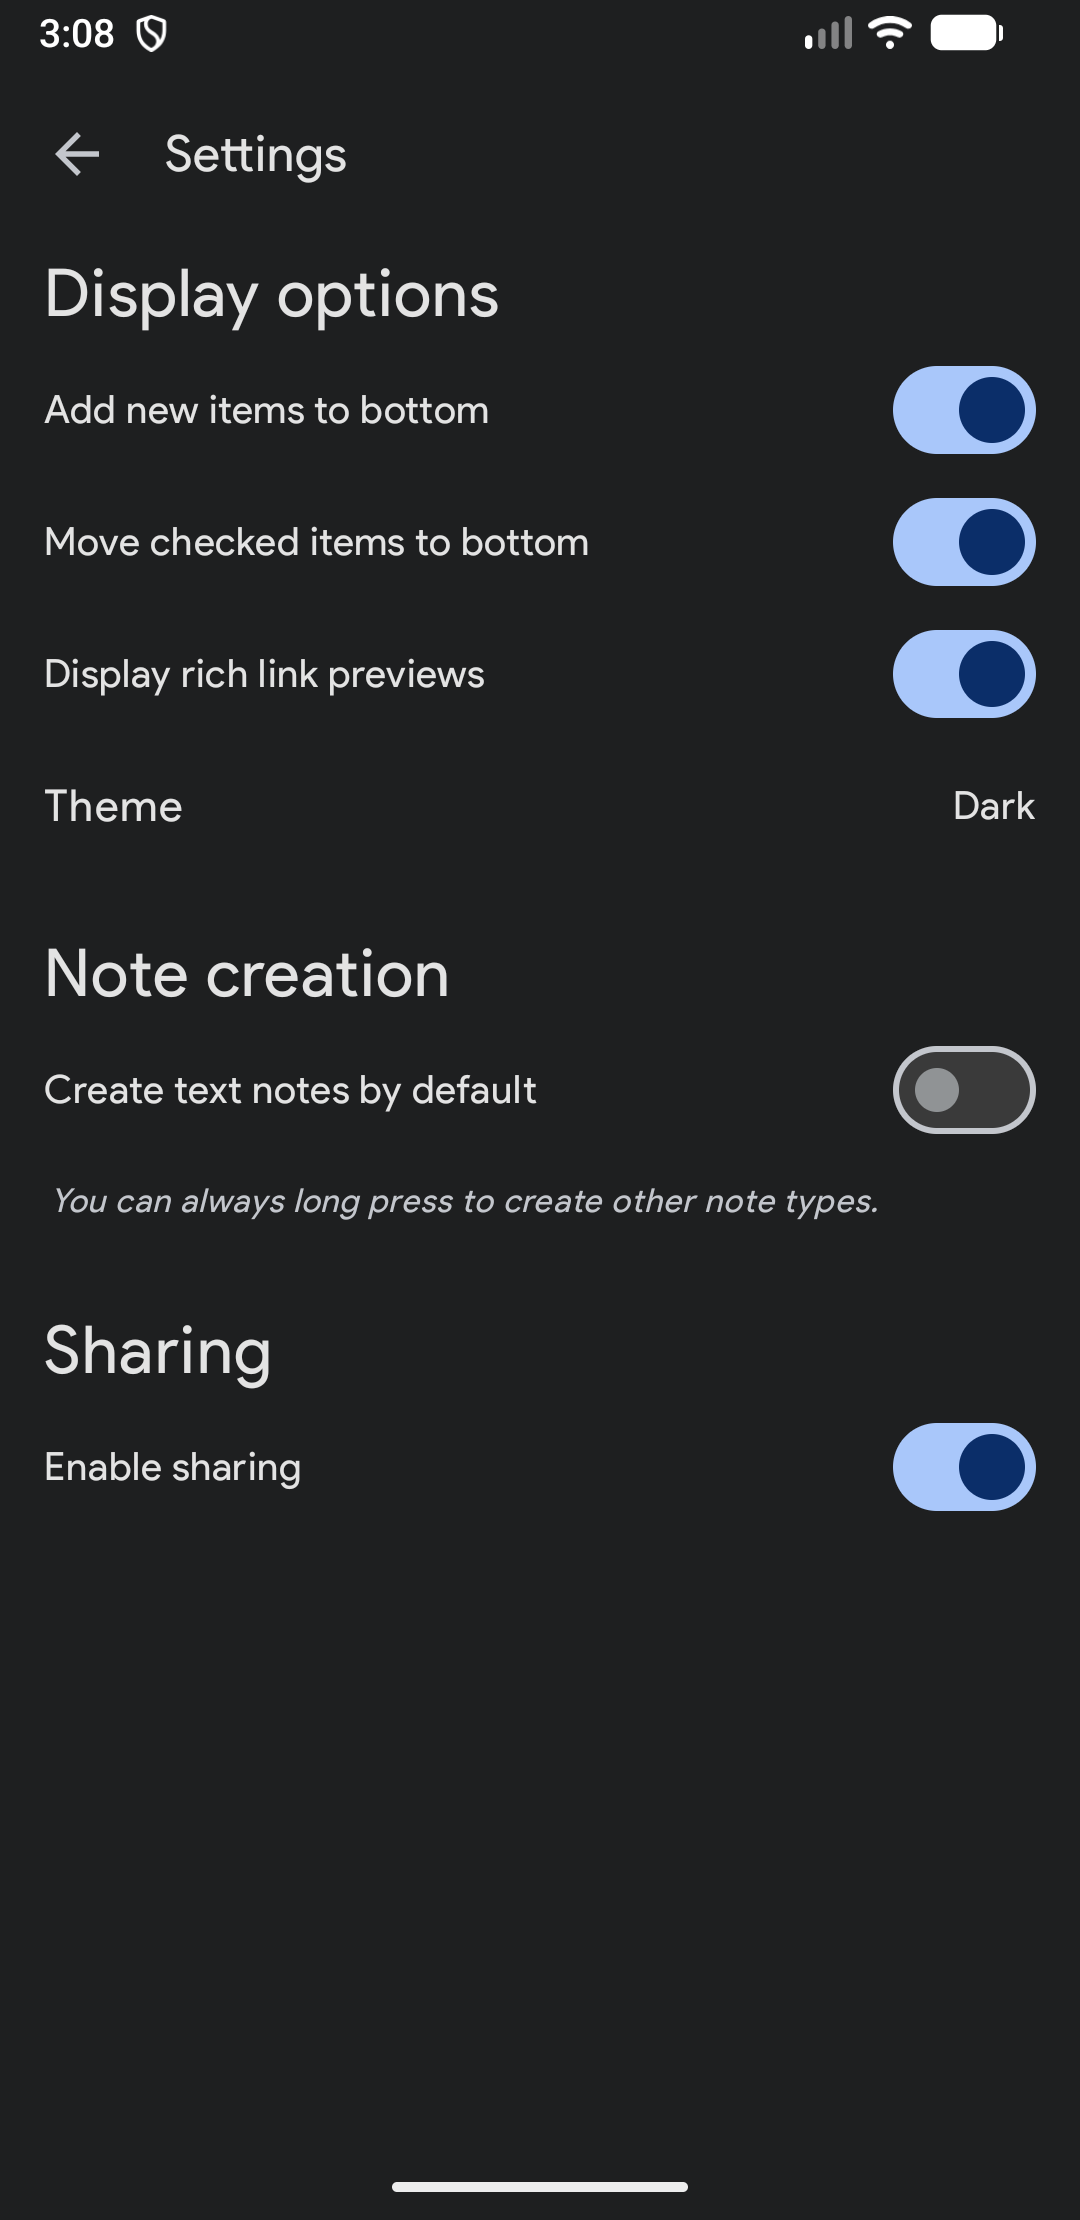 3:08
Settings
Display options
Add new items to bottom
Move checked items to bottom
Display rich link previews
Theme Dark
Note creation
Create text notes by default
You can always long press to create other note types.
Sharing
Enable sharing